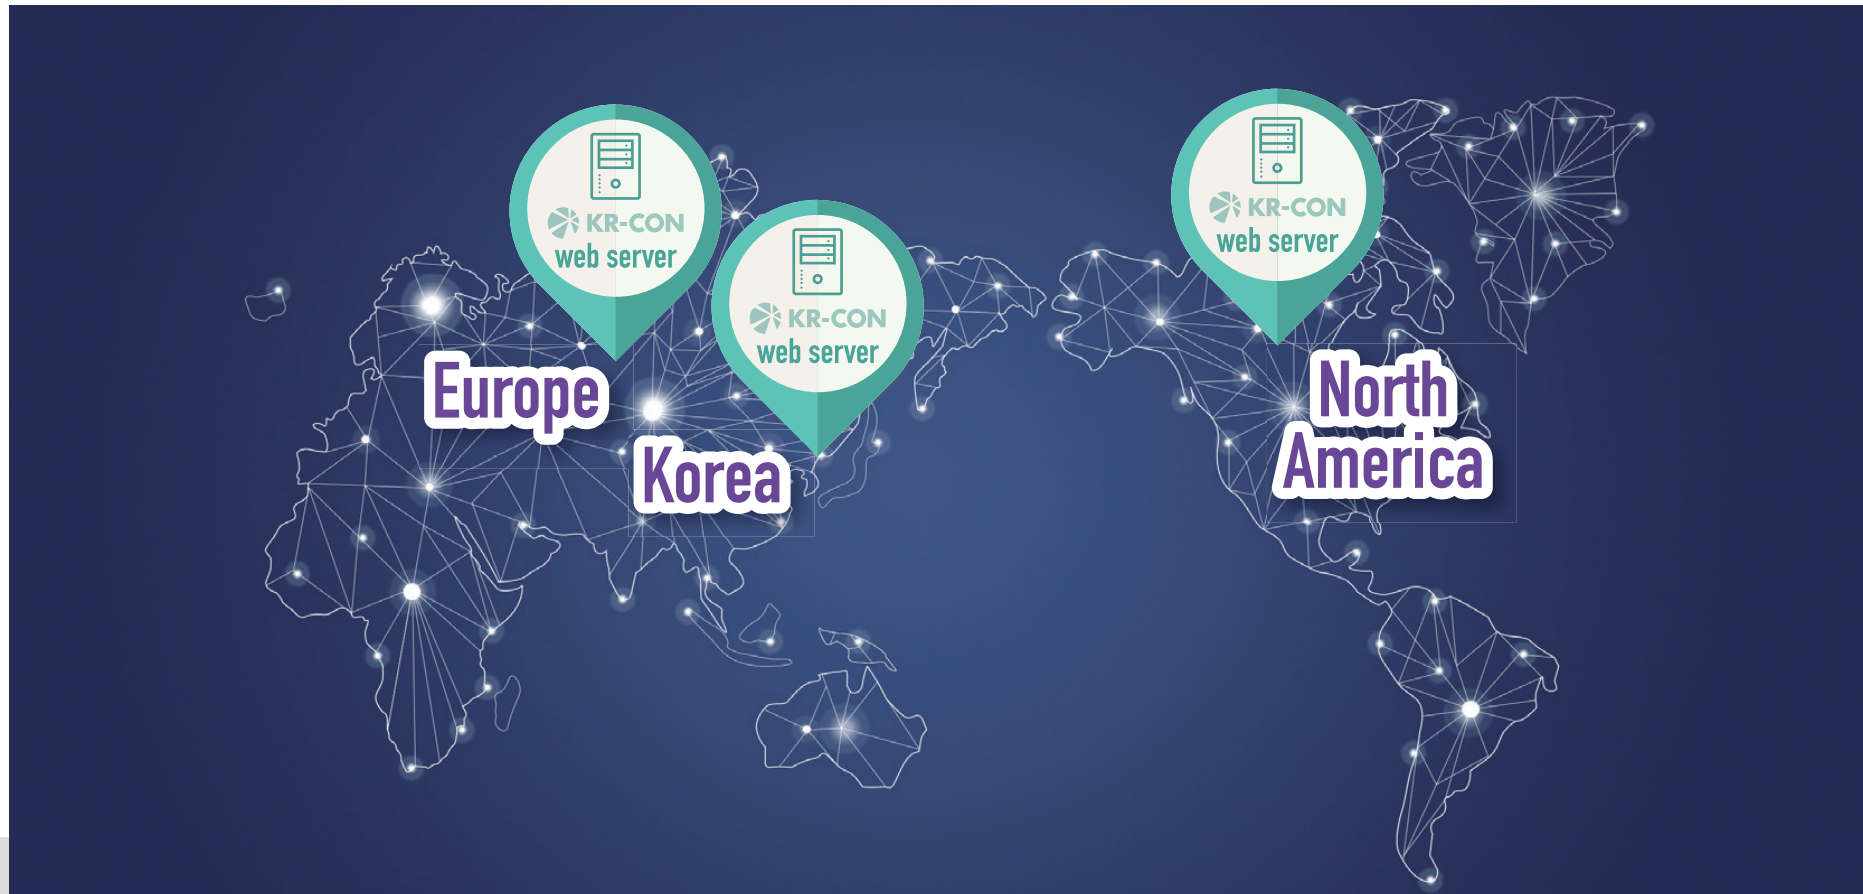 KR-CON
web server
KR-CON
web server
KR-CON
web server
Europe
Korea
North
America